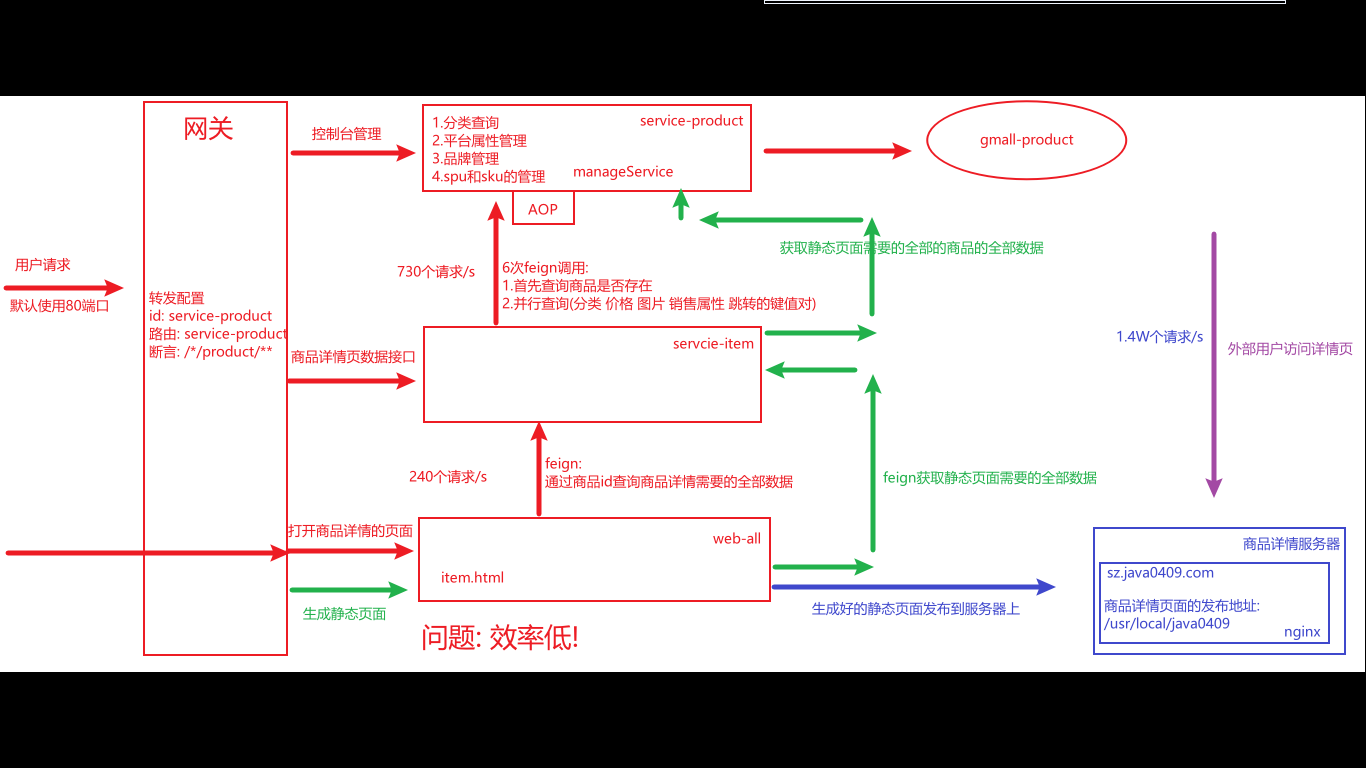 网关
控制台管理
1.分类查询
2.平台属性管理
3.品牌管理
4.spu和sku的管理
service-product
manageService
AOP
gmall-product
用户请求
默认使用80端口
转发配置
id: service-product
路由: service-product
断言: /*/product/**
730个请求/s
6次feign调用:
1.首先查询商品是否存在
2.并行查询(分类 价格 图片 销售属性 跳转的键值对)
获取静态页面需要的全部的商品的全部数据
商品详情页数据接口
servcie-item
1.4W个请求/s
外部用户访问详情页
240个请求/s
feign:
通过商品id查询商品详情需要的全部数据
feign获取静态页面需要的全部数据
打开商品详情的页面
web-all
item.html
生成静态页面
生成好的静态页面发布到服务器上
问题: 效率低!
商品详情服务器
sz.java0409.com
商品详情页面的发布地址:
/usr/local/java0409
nginx